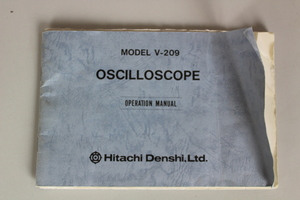 MODEL V-209
OSCILLOSCOPE
OPERATION MANUAL
Hitachi Denshi, Ltd.